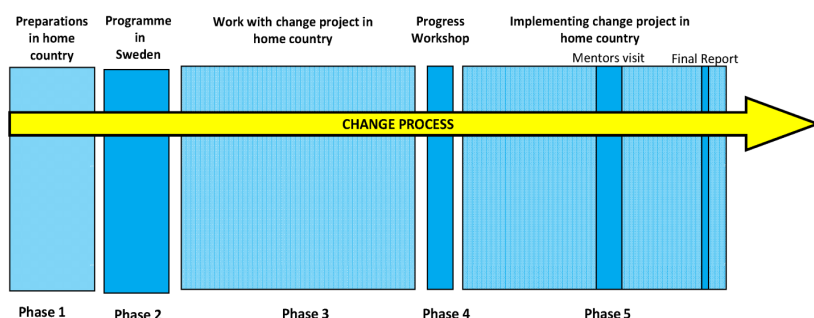 Preparations
in home
country
Programme
in
Sweden
Work with change project in
home country
Progress
Workshop
Implementing change project in
home country
Mentors visit
Final Report
CHANGE PROCESS
Phase 1
Phase 2
Phase 3
Phase 4
Phase 5